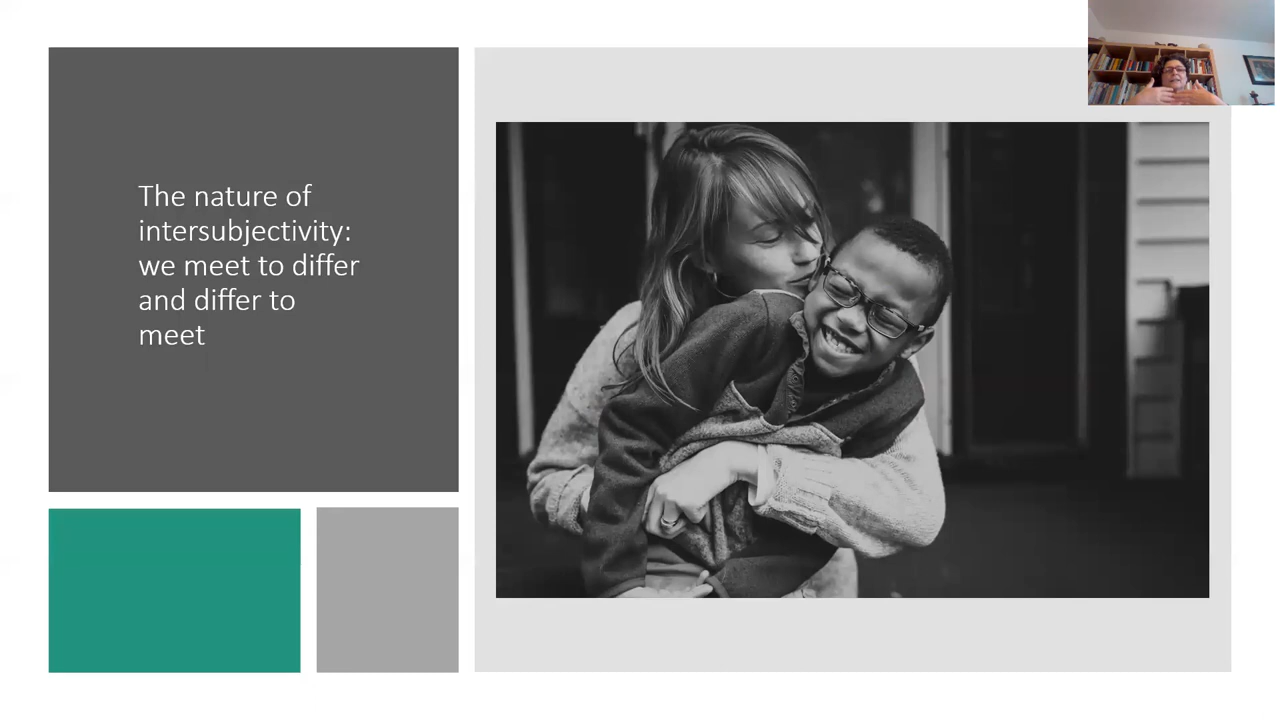 The nature of
intersubjectivity:
we meet to differ
and differ to
meet